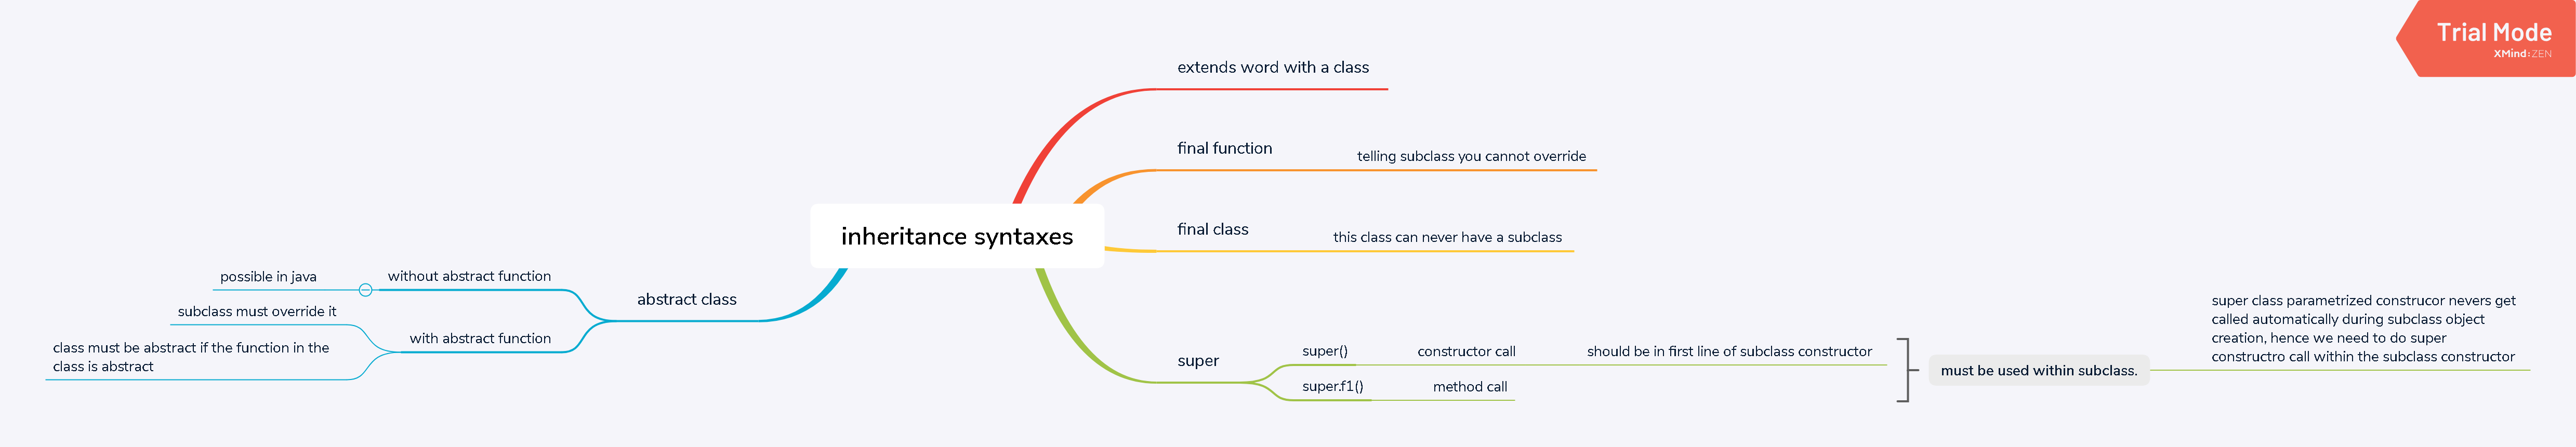 Trial Mode
XMind:ZEN
extends word with a class
final function
telling subclass you cannot override
final class
this class can never have a subclass
inheritance syntaxes
possible in java
without abstract function
subclass must override it
abstract class
with abstract function
class must be abstract if the function in the
class is abstract
super
super()
constructor call
should be in first line of subclass constructor
super.f1()
method call
must be used within subclass.
super class parametrized construcor nevers get
called automatically during subclass object
creation, hence we need to do super
constructro call within the subclass constructor